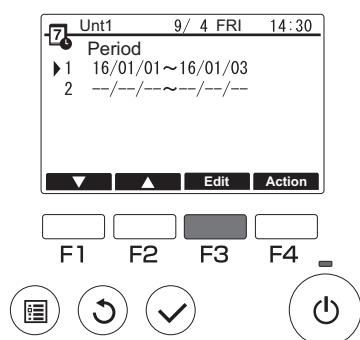 7 Unt1 9/ 4 FRI 14:30
Period
1 16/01/01~16/01/03
2 --/--/--~--/--/--
▼ ▲ Edit Action
F1 F2 F3 F4